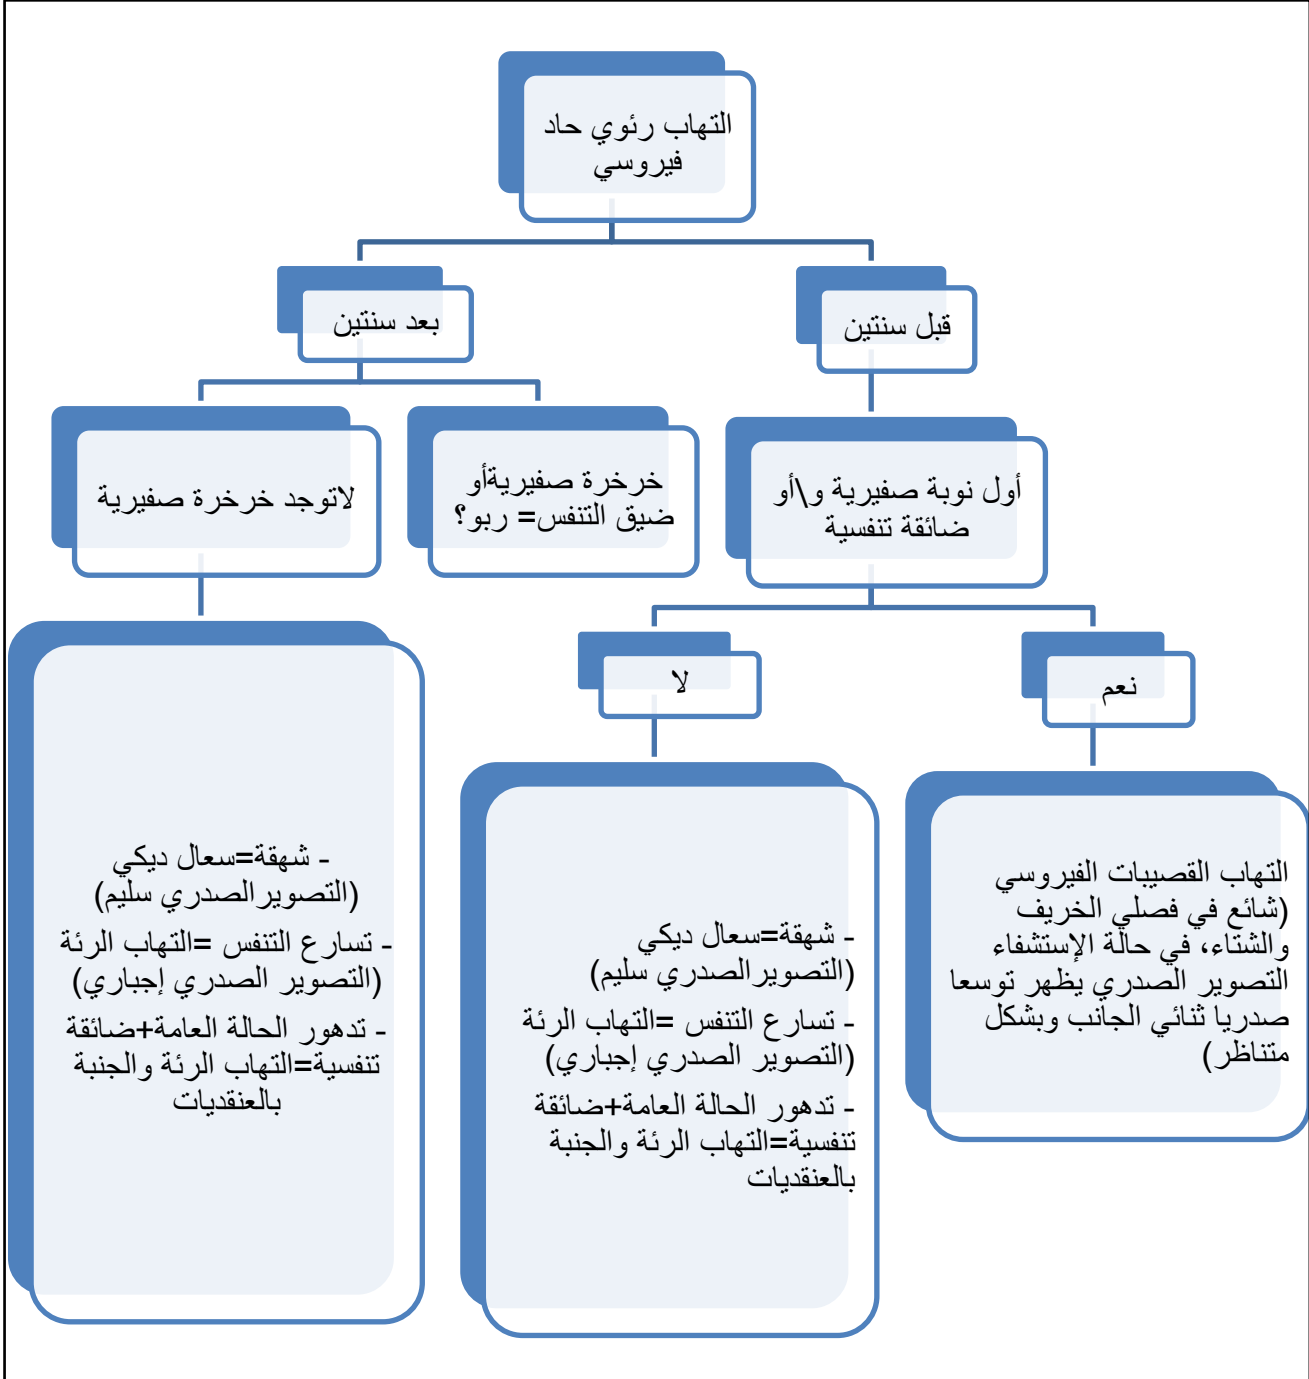 التهاب رئوي حاد
فيروسي
قبل سنتين
بعد سنتين
أول نوبة صفيرية و\أو
ضائقة تنفسية
خرخرة صفيريةأو
ضيق التنفس= ربو؟
لاتوجد خرخرة صفيرية
نعم
لا
التهاب القصيبات الفيروسي
(شائع في فصلي الخريف
والشتاء، في حالة الإستشفاء
التصوير الصدري يظهر توسعا
صدريا ثنائي الجانب وبشكل
متناظر)
- شهقة=سعال ديكي
(التصويرالصدري سليم)
- تسارع التنفس =التهاب الرئة
(التصوير الصدري إجباري)
- تدهور الحالة العامة+ضائقة
تنفسية=التهاب الرئة والجنبة
بالعنقديات
- شهقة=سعال ديكي
(التصويرالصدري سليم)
- تسارع التنفس =التهاب الرئة
(التصوير الصدري إجباري)
- تدهور الحالة العامة+ضائقة
تنفسية=التهاب الرئة والجنبة
بالعنقديات